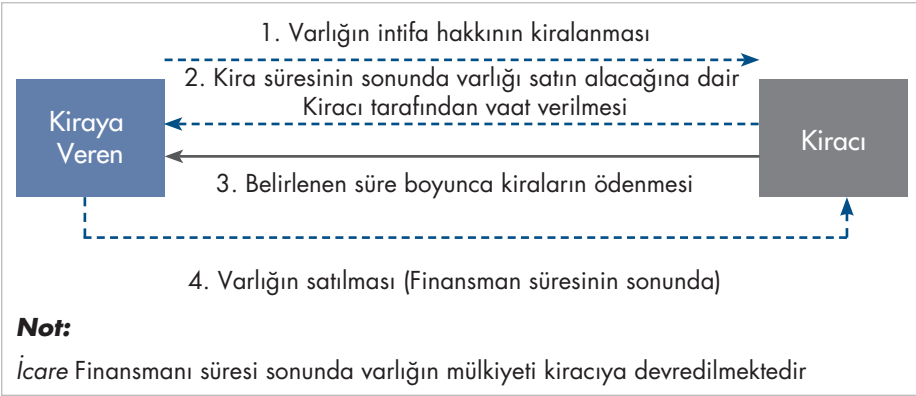 1. Varlığın intifa hakkının kiralanması
2. Kira süresinin sonunda varlığı satın alacağına dair
Kiracı tarafından vaat verilmesi
Kiraya
Veren
Kiracı
3. Belirlenen süre boyunca kiraların ödenmesi
4. Varlığın satılması (Finansman süresinin sonunda)
Not:
İcare Finansmanı süresi sonunda varlığın mülkiyeti kiracıya devredilmektedir